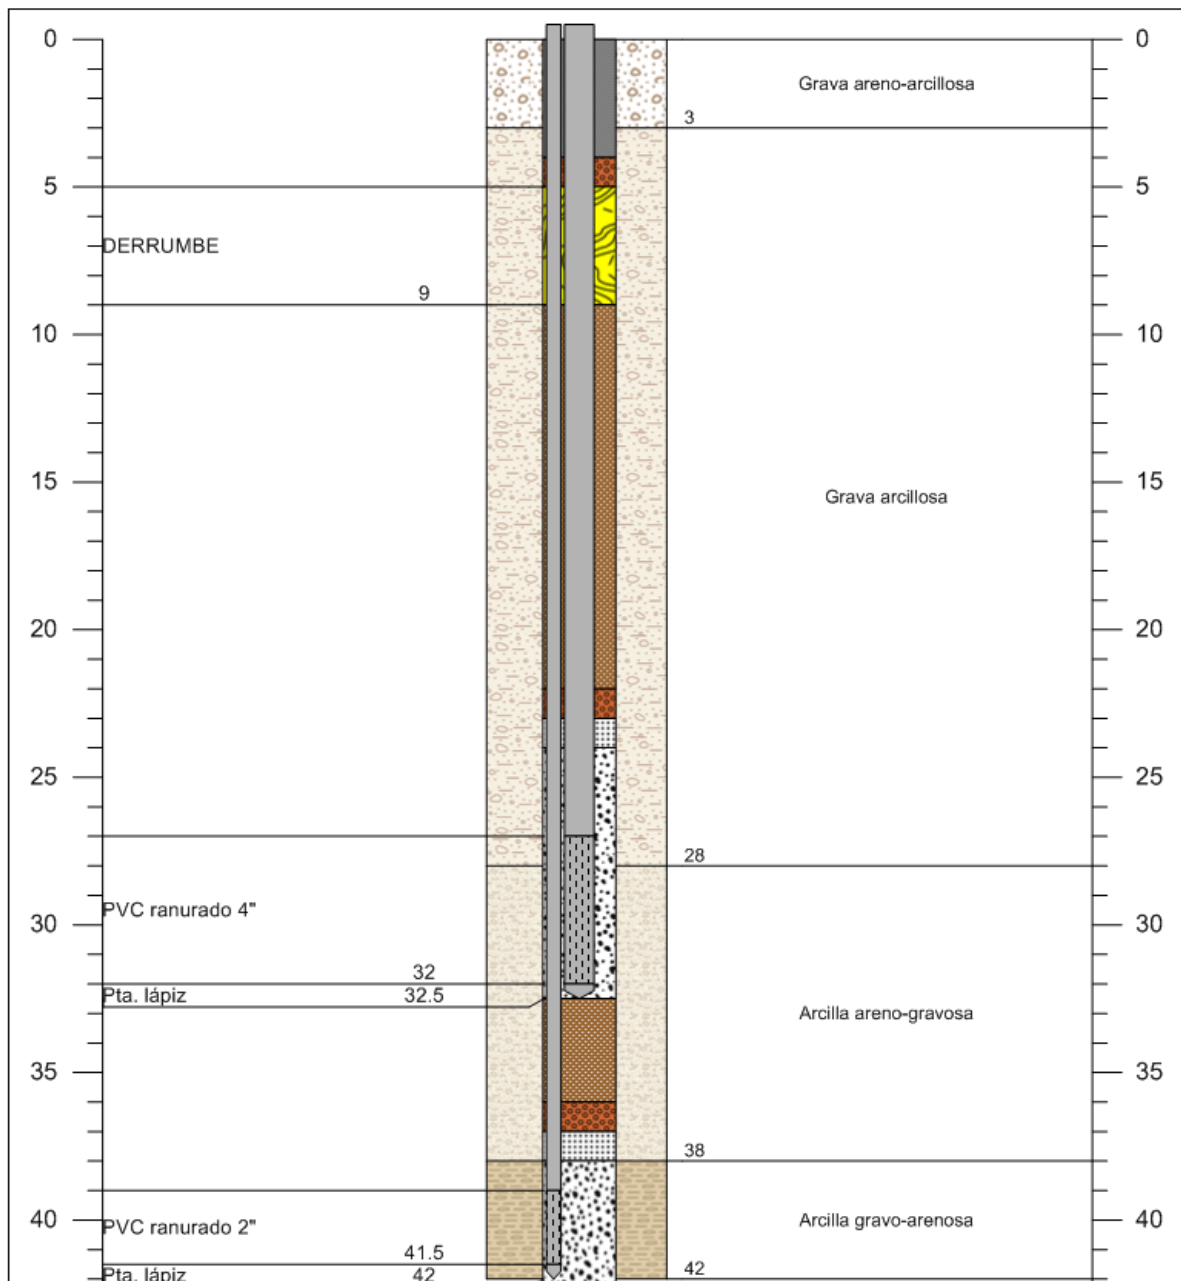 0
0
Grava areno-arcillosa
3
5
5
DERRUMBE
9
10
10
15
Grava arcillosa
15
20
20
25
25
28
PVC ranurado 4"
30
30
32
Pta. lápiz 32.5
Arcilla areno-gravosa
35
35
38
PVC ranurado 2"
40
Arcilla gravo-arenosa
40
41.5
Pta. lápiz 42
42